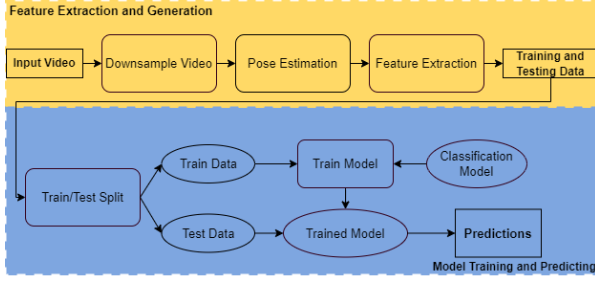 Feature Extraction and Generation
Input Video
Downsample Video
Pose Estimation
Feature Extraction
Training and
Testing Data
Train/Test Split
Train Data
Train Model
Classification
Model
Test Data
Trained Model
Predictions
Model Training and Predicting